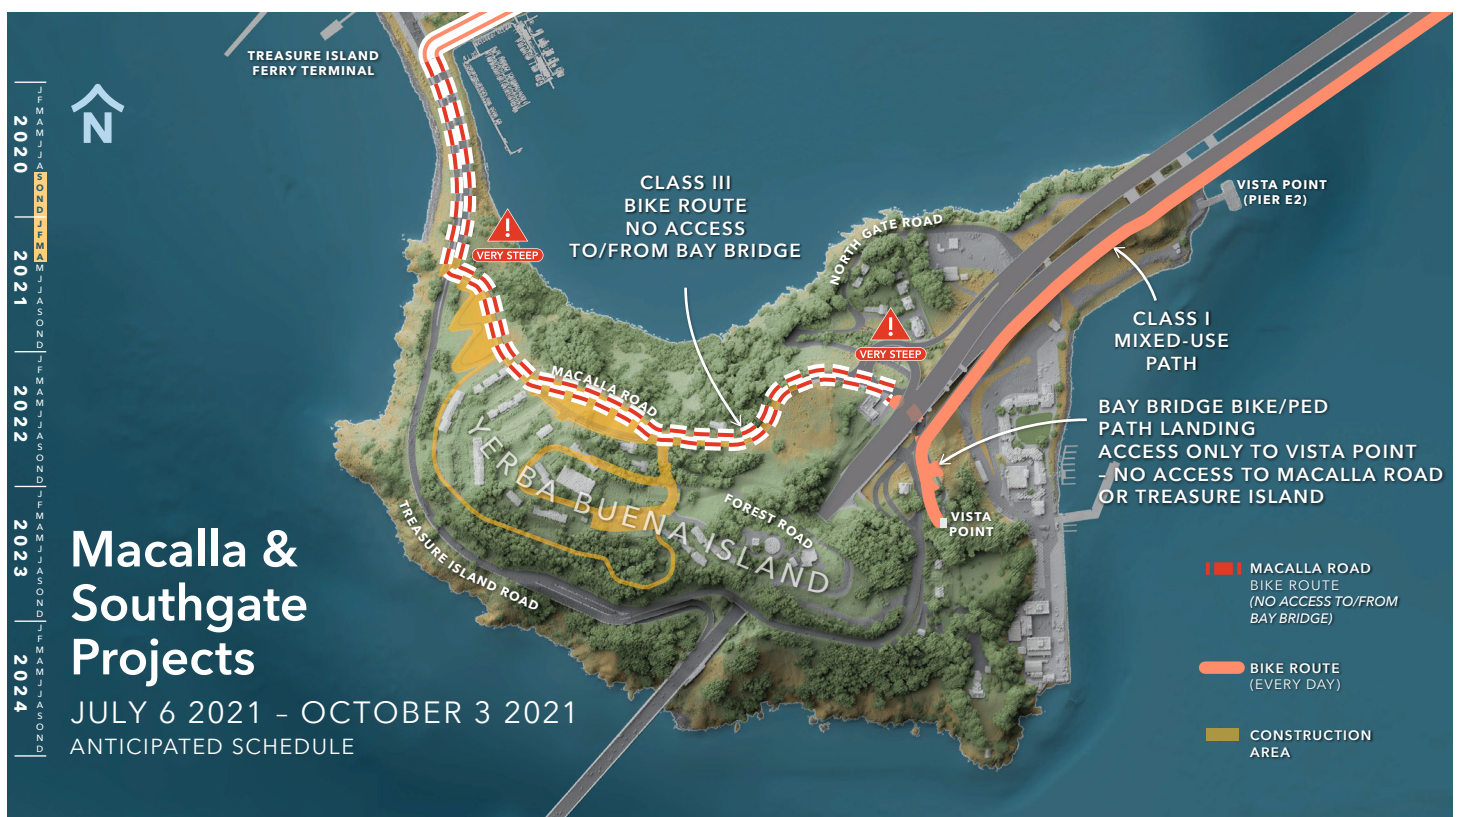 TREASURE ISLAND
FERRY TERMINAL
N
2020
J
F
M
A
M
J
J
A
S
O
N
D
2021
J
F
M
A
M
J
J
A
S
O
N
D
2022
J
F
M
A
M
J
J
A
S
O
N
D
2023
J
F
M
A
M
J
J
A
S
O
N
D
2024
J
F
M
A
M
J
J
A
S
O
N
D
CLASS III
BIKE ROUTE
NO ACCESS
TO/FROM BAY BRIDGE
!
VERY STEEP
NORTH GATE ROAD
VISTA POINT
(PIER E2)
!
VERY STEEP
CLASS I
MIXED-USE
PATH
MACALLA ROAD
BAY BRIDGE BIKE/PED
PATH LANDING
ACCESS ONLY TO VISTA POINT
– NO ACCESS TO MACALLA ROAD
OR TREASURE ISLAND
YERBA BUENA ISLAND
FOREST ROAD
VISTA
POINT
TREASURE ISLAND ROAD
Macalla &
Southgate
Projects
JULY 6 2021 – OCTOBER 3 2021
ANTICIPATED SCHEDULE
MACALLA ROAD
BIKE ROUTE
(NO ACCESS TO/FROM
BAY BRIDGE)
BIKE ROUTE
(EVERY DAY)
CONSTRUCTION
AREA